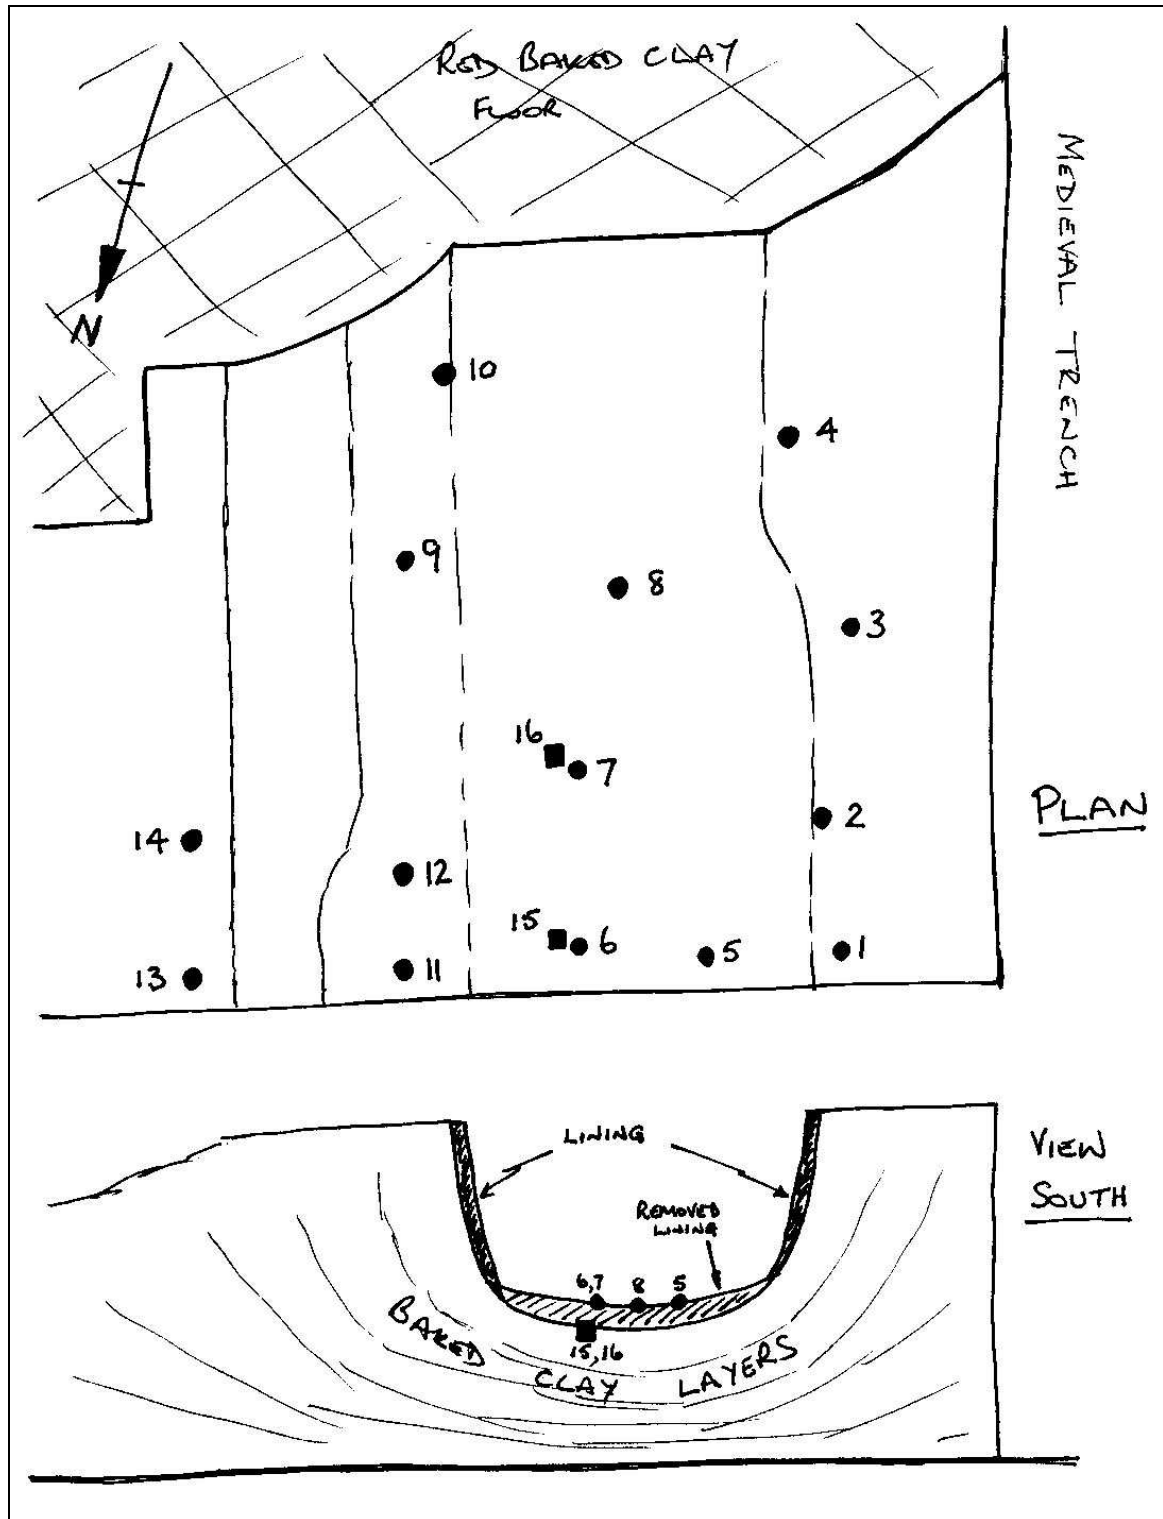 RED BAKED CLAY
FLOOR
N
MEDIEVAL TRENCH
10
4
9
8
3
16
7
2
14
12
15
6
5
1
13
11
PLAN
LINING
REMOVED
LINING
VIEW
SOUTH
6,7
8
5
15,16
BAKED
CLAY
LAYERS